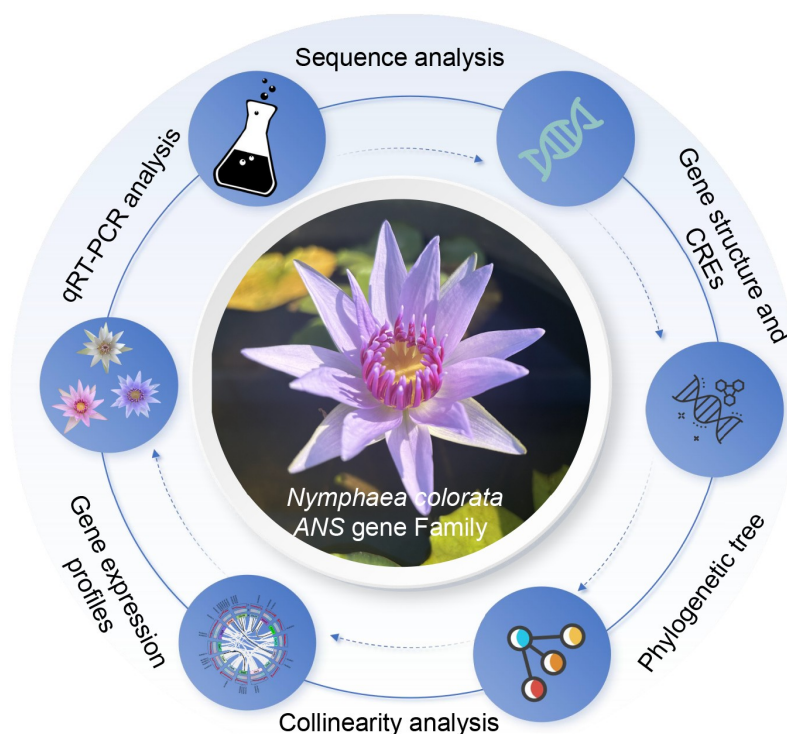 Sequence analysis
Gene structure and
CREs
Phylogenetic tree
Collinearity analysis
Gene expression
profiles
qRT-PCR analysis
Nymphaea colorata
ANS gene Family